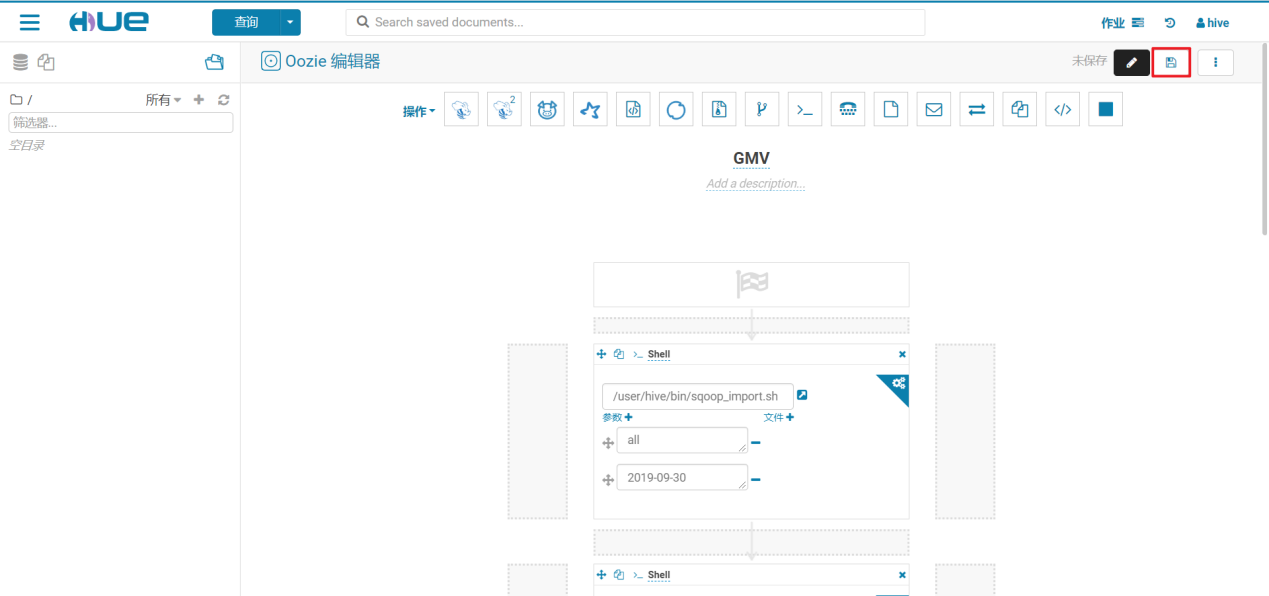 HUE 查询 Search saved documents... 作业 hive
Oozie 编辑器 未保存
/ 所有
筛选器...
空目录
操作 2
GMV
Add a description...
Shell
/user/hive/bin/sqoop_import.sh
参数 文件
all
2019-09-30
Shell